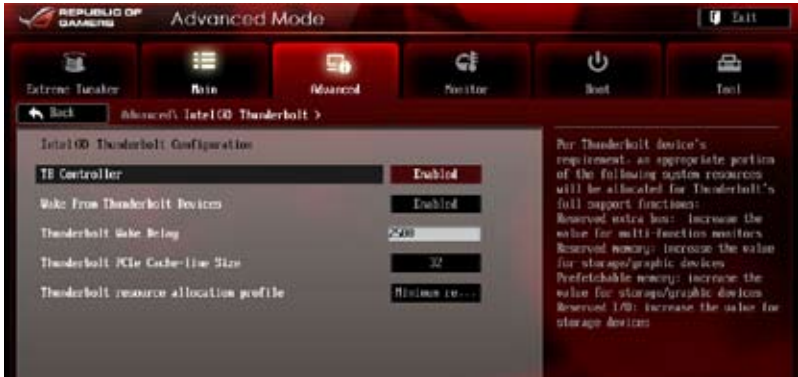 REPUBLIC OF
GAMERS
Advanced Mode
Exit
Extreme Tweaker
Main
Advanced
Monitor
Boot
Tool
Back
Advanced\ Intel(R) Thunderbolt >
Intel(R) Thunderbolt Configuration
TB Controller
Enabled
Wake From Thunderbolt Devices
Enabled
Thunderbolt Wake Delay
2500
Thunderbolt PCIe Cache-line Size
32
Thunderbolt resource allocation profile
Minimum re...
Per Thunderbolt device's
requirement, an appropriate portion
of the following system resources
will be allocated for Thunderbolt's
full support functions:
Reserved extra bus: increase the
value for multi-function monitors
Reserved memory: increase the value
for storage/graphic devices
Prefetchable memory: increase the
value for storage/graphic devices
Reserved I/O: increase the value for
storage devices